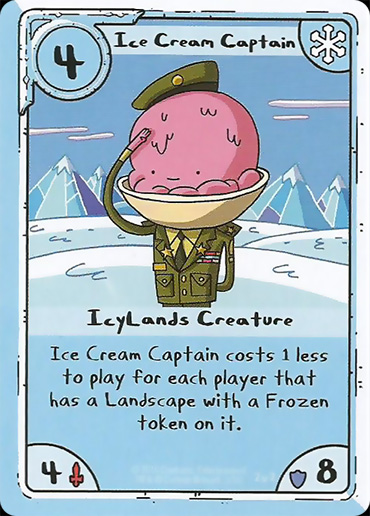 4
Ice Cream Captain
IcyLands Creature
Ice Cream Captain costs 1 less
to play for each player that
has a Landscape with a Frozen
token on it.
4
8